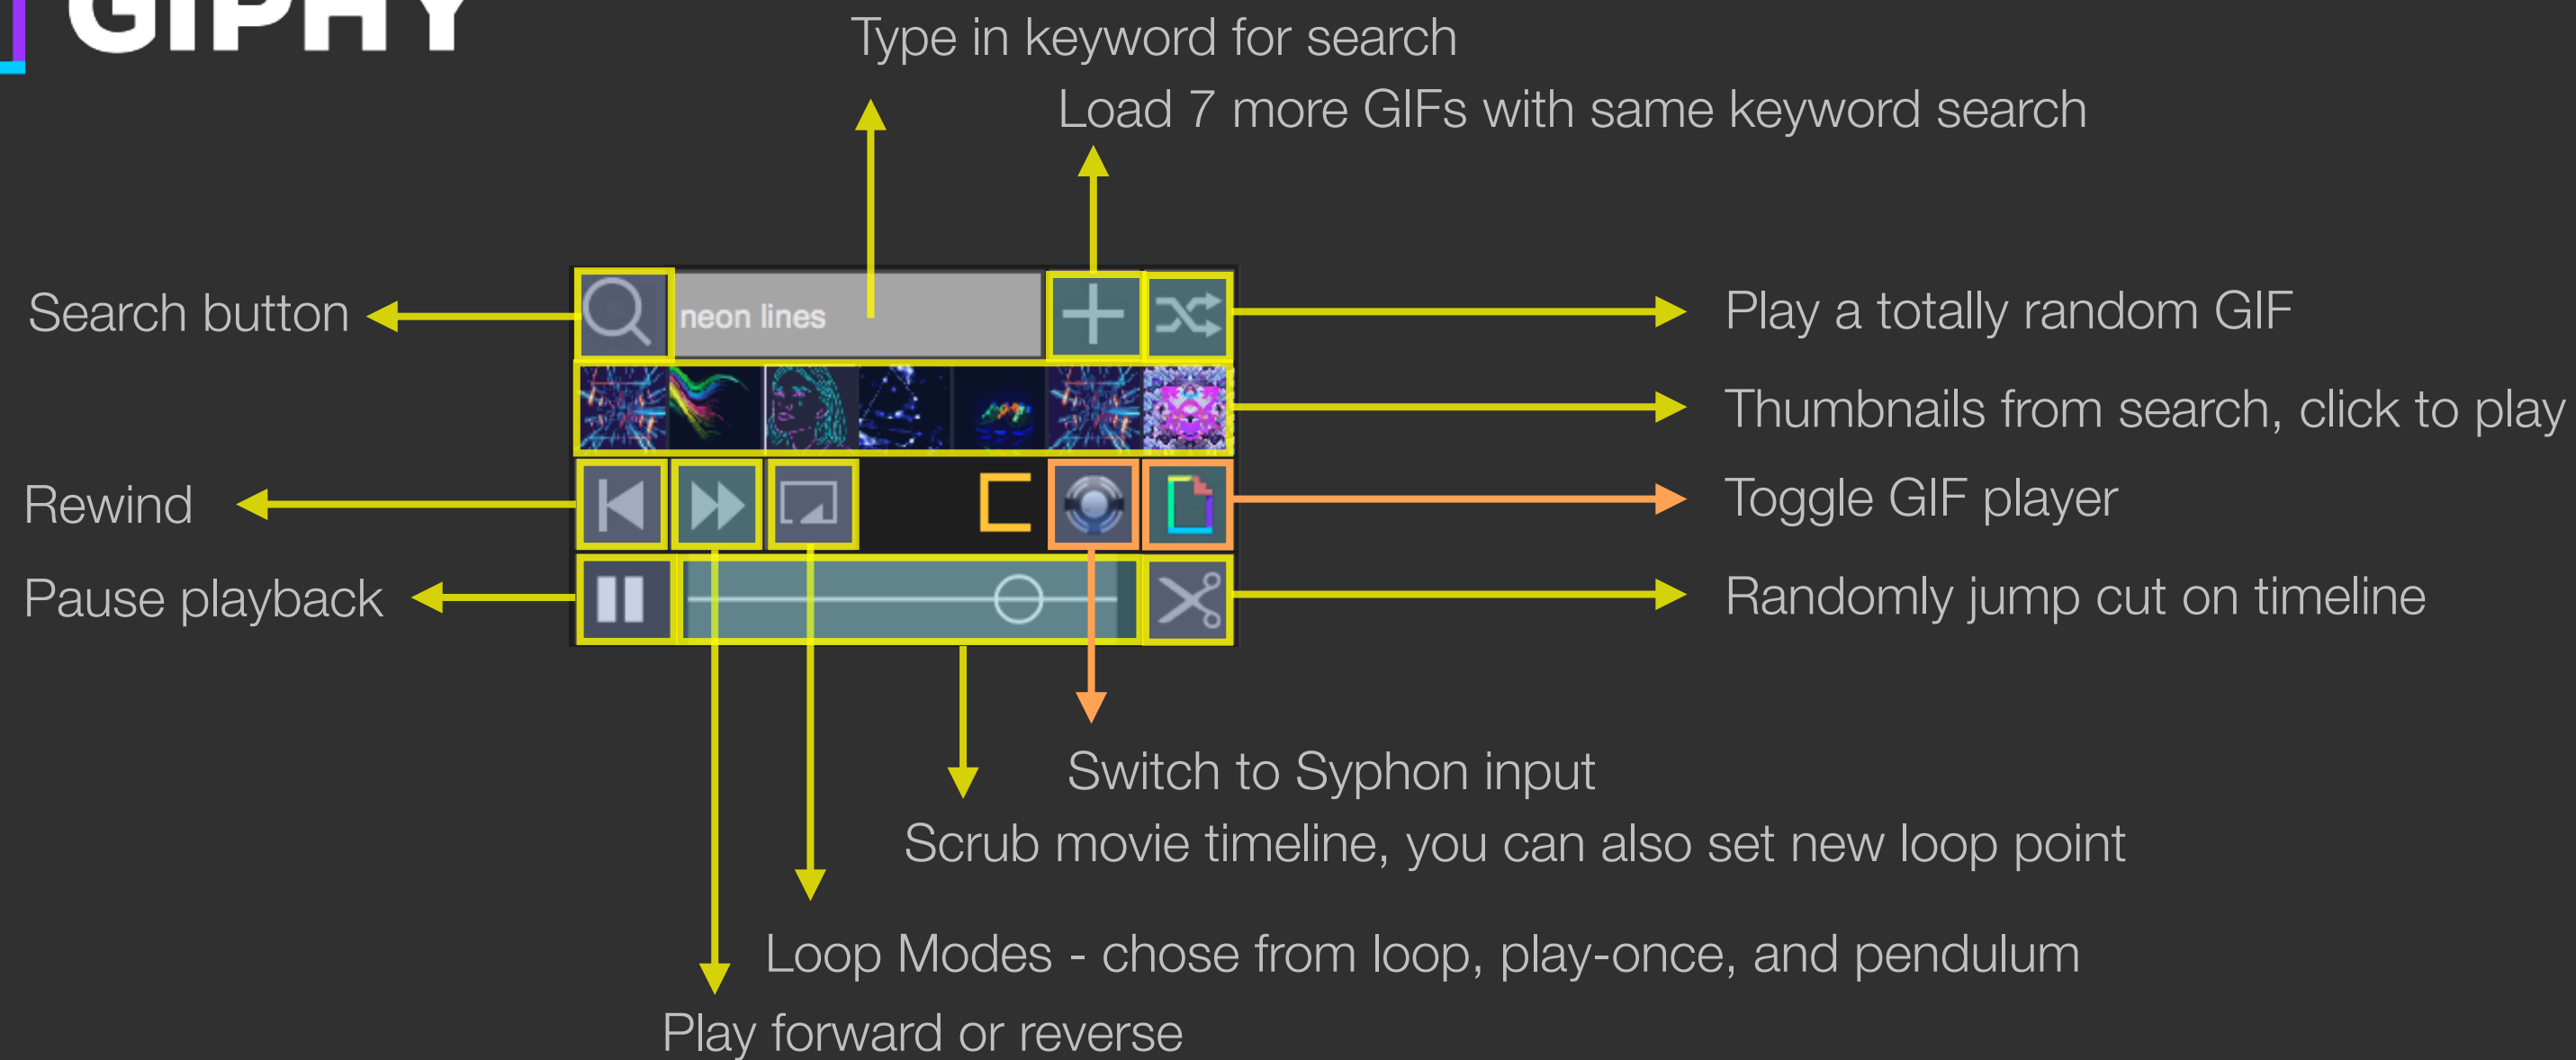 GIPHY
Type in keyword for search
Load 7 more GIFs with same keyword search
Search button
neon lines
Play a totally random GIF
Thumbnails from search, click to play
Rewind
Toggle GIF player
Pause playback
Randomly jump cut on timeline
Switch to Syphon input
Scrub movie timeline, you can also set new loop point
Loop Modes - chose from loop, play-once, and pendulum
Play forward or reverse